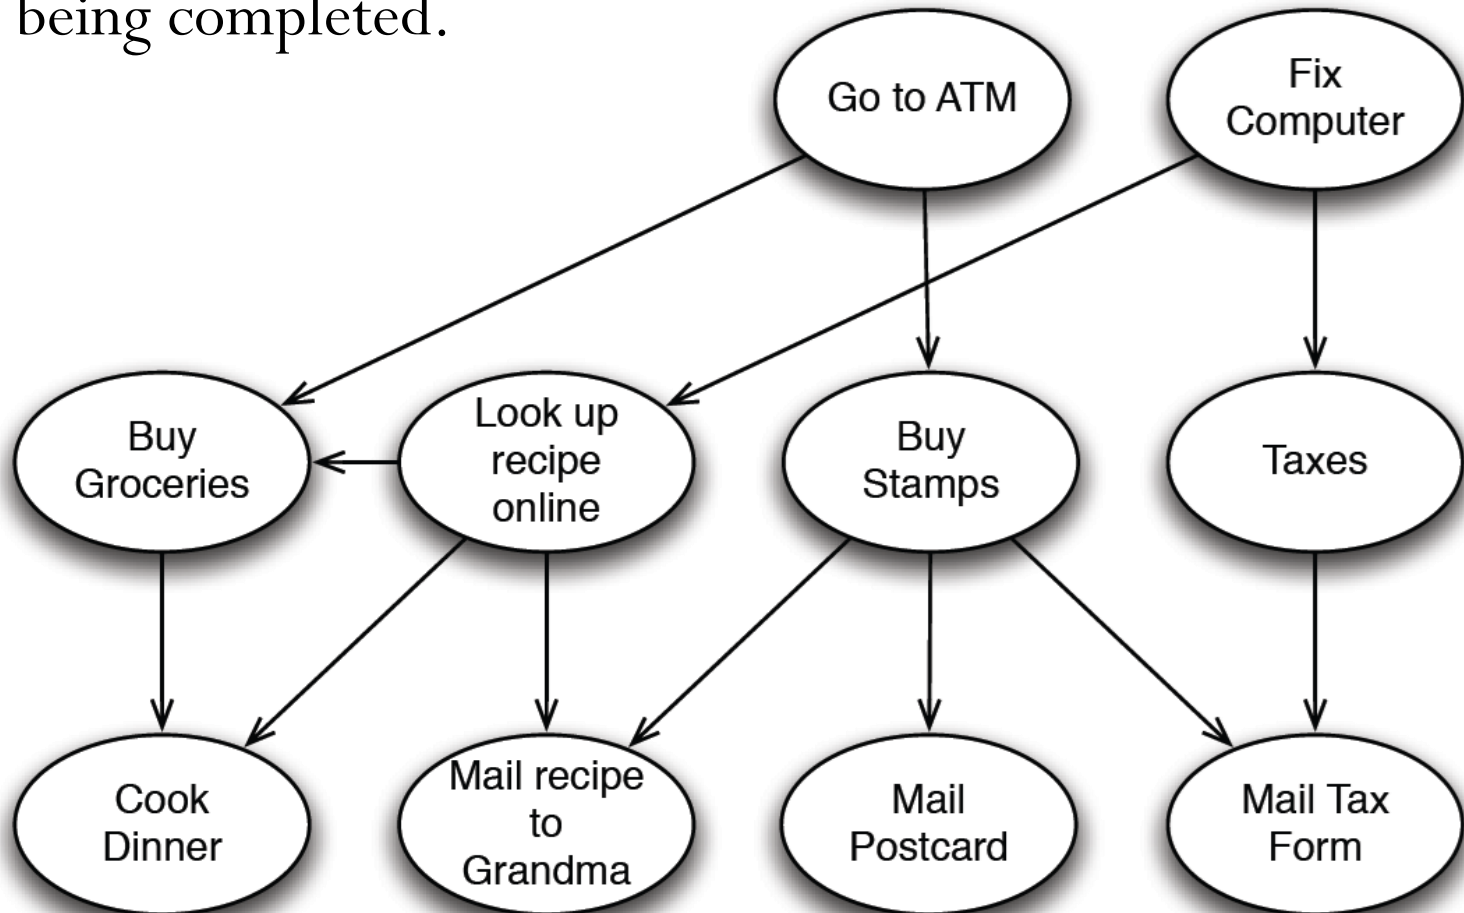 being completed.
Go to ATM
Fix
Computer
Buy
Groceries
Look up
recipe
online
Buy
Stamps
Taxes
Cook
Dinner
Mail recipe
to
Grandma
Mail
Postcard
Mail Tax
Form